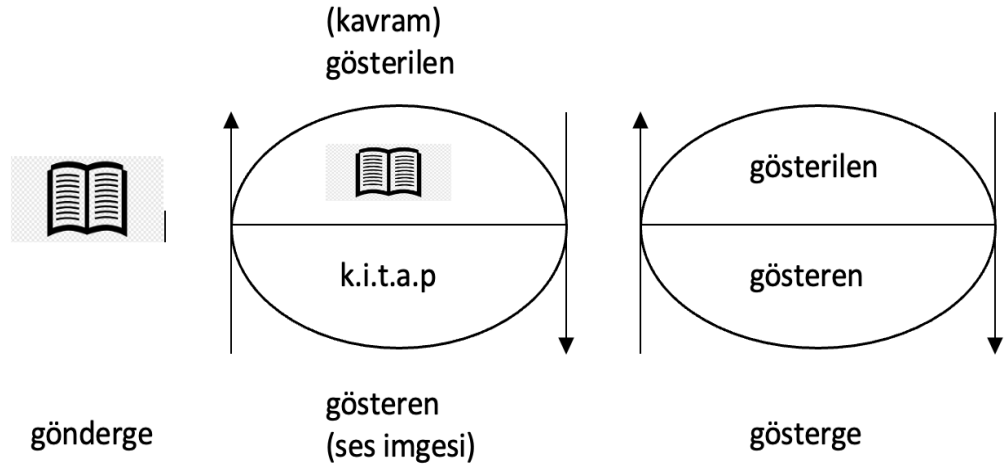 (kavram)
gösterilen
k.i.t.a.p
gösterilen
gösteren
gönderge
gösteren
(ses imgesi)
gösterge